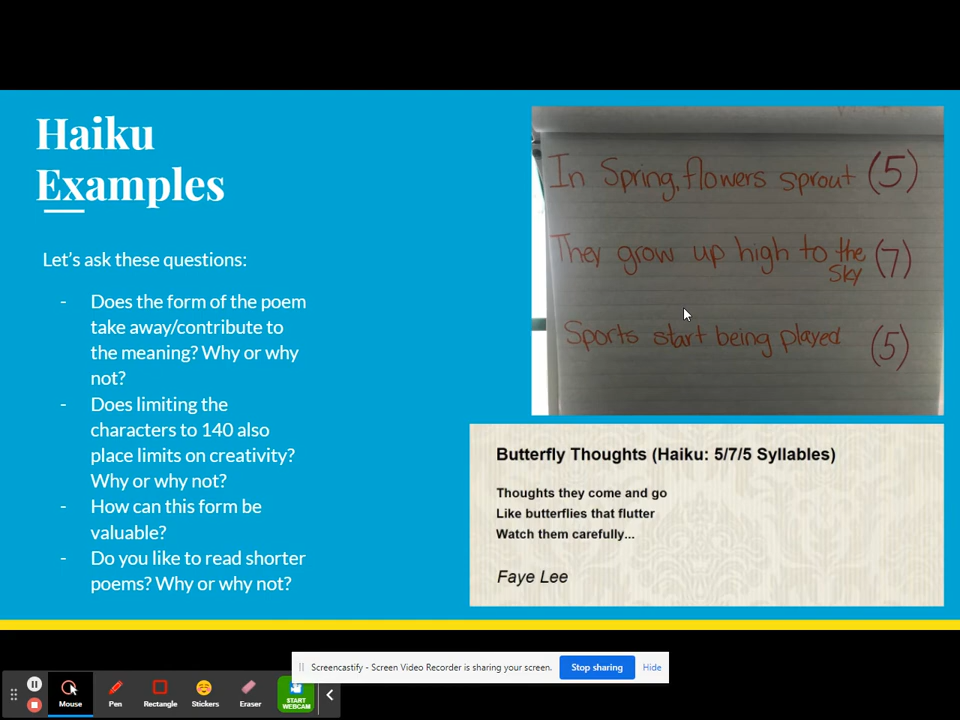 Haiku
Examples
Let's ask these questions:
- Does the form of the poem
take away/contribute to
the meaning? Why or why
not?
- Does limiting the
characters to 140 also
place limits on creativity?
Why or why not?
- How can this form be
valuable?
- Do you like to read shorter
poems? Why or why not?
In Spring, flowers sprout (5)
They grow up high to the (7)
Sky
Sports start being played (5)
Butterfly Thoughts (Haiku: 5/7/5 Syllables)
Thoughts they come and go
Like butterflies that flutter
Watch them carefully...
Faye Lee
Screencastify - Screen Video Recorder is sharing your screen. Stop sharing Hide
Mouse Pen Rectangle Stickers Eraser START
WEBCAM